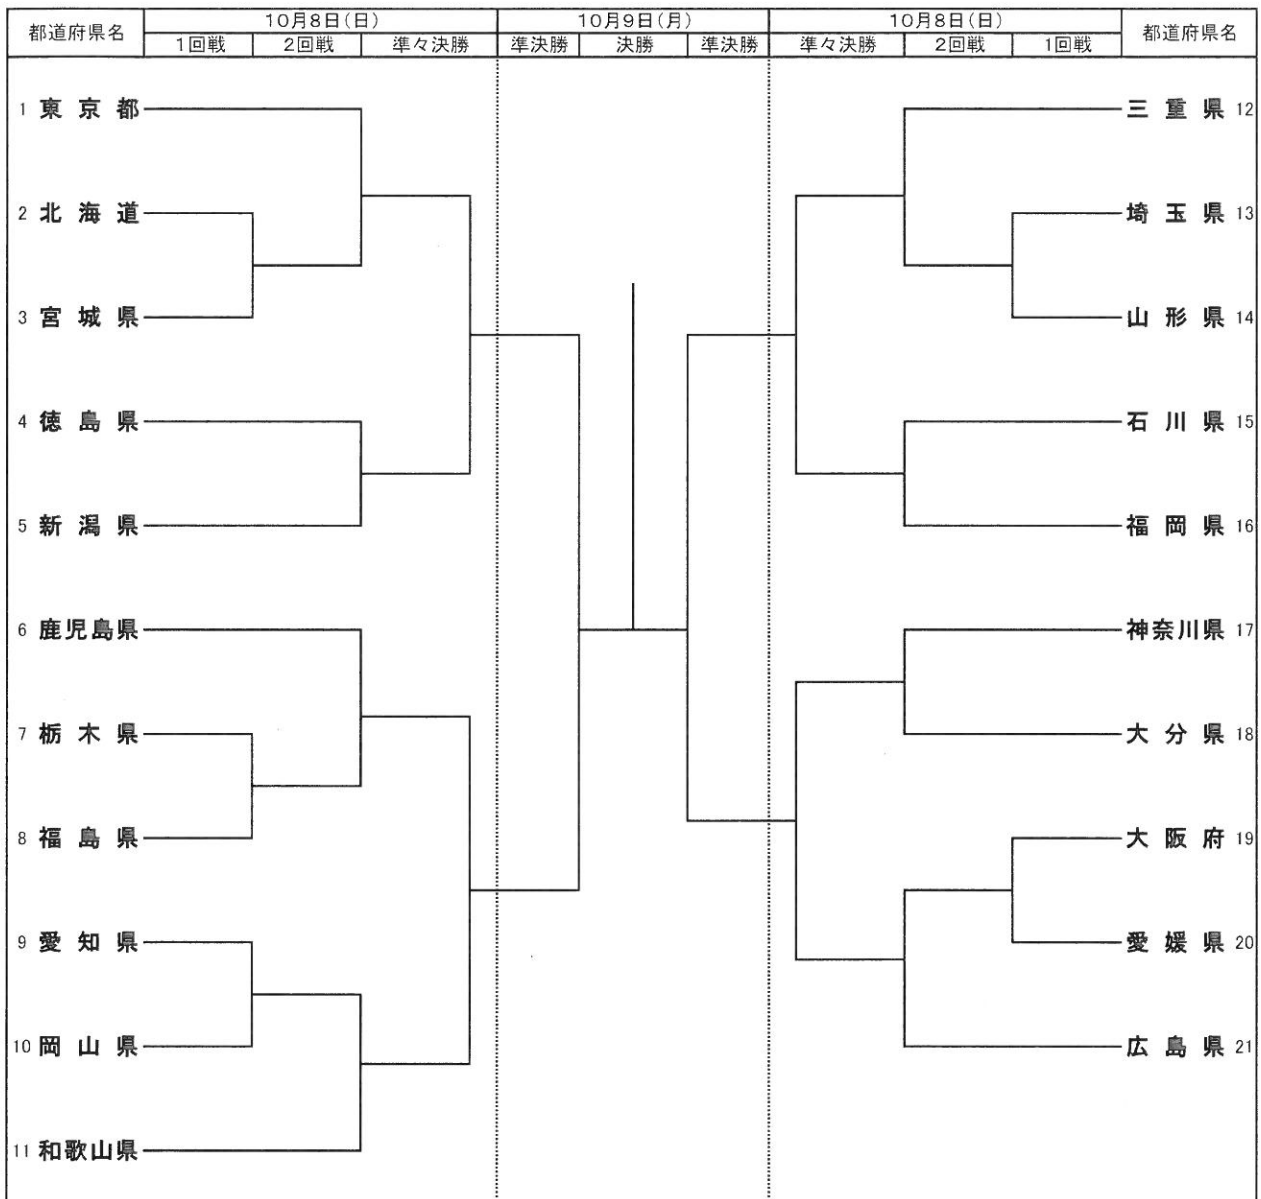 都道府県名 10月8日(日) 10月9日(月) 10月8日(日) 都道府県名
1回戦 2回戦 準々決勝 準決勝 決勝 準決勝 準々決勝 2回戦 1回戦
1 東京都 三重県 12
2 北海道 埼玉県 13
3 宮城県 山形県 14
4 徳島県 石川県 15
5 新潟県 福岡県 16
6 鹿児島県 神奈川県 17
7 栃木県 大分県 18
8 福島県 大阪府 19
9 愛知県 愛媛県 20
10 岡山県 広島県 21
11 和歌山県